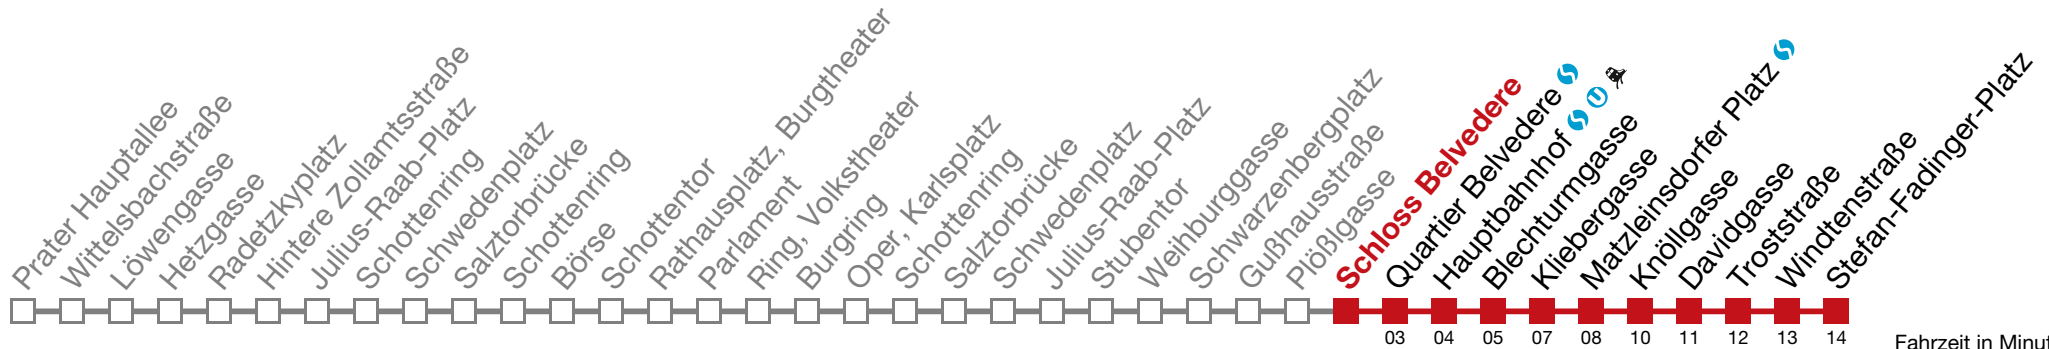 Prater Hauptallee
Wittelsbachstraße
Löwengasse
Hetzgasse
Radetzkyplatz
Hintere Zollamtsstraße
Julius-Raab-Platz
Schottenring
Schwedenplatz
Salztorbrücke
Schottenring
Börse
Schottentor
Rathausplatz, Burgtheater
Parlament
Ring, Volkstheater
Burgring
Oper, Karlsplatz
Schottenring
Salztorbrücke
Schwedenplatz
Julius-Raab-Platz
Stubentor
Weihburggasse
Schwarzenbergplatz
Gußhausstraße
Plößlgasse
Schloss Belvedere
Quartier Belvedere S
Hauptbahnhof S U
Blechturmgasse
Kliebergasse
Matzleinsdorfer Platz S
Knöllgasse
Davidgasse
Troststraße
Windtenstraße
Stefan-Fadinger-Platz
03 04 05 07 08 10 11 12 13 14
Fahrzeit in Minut